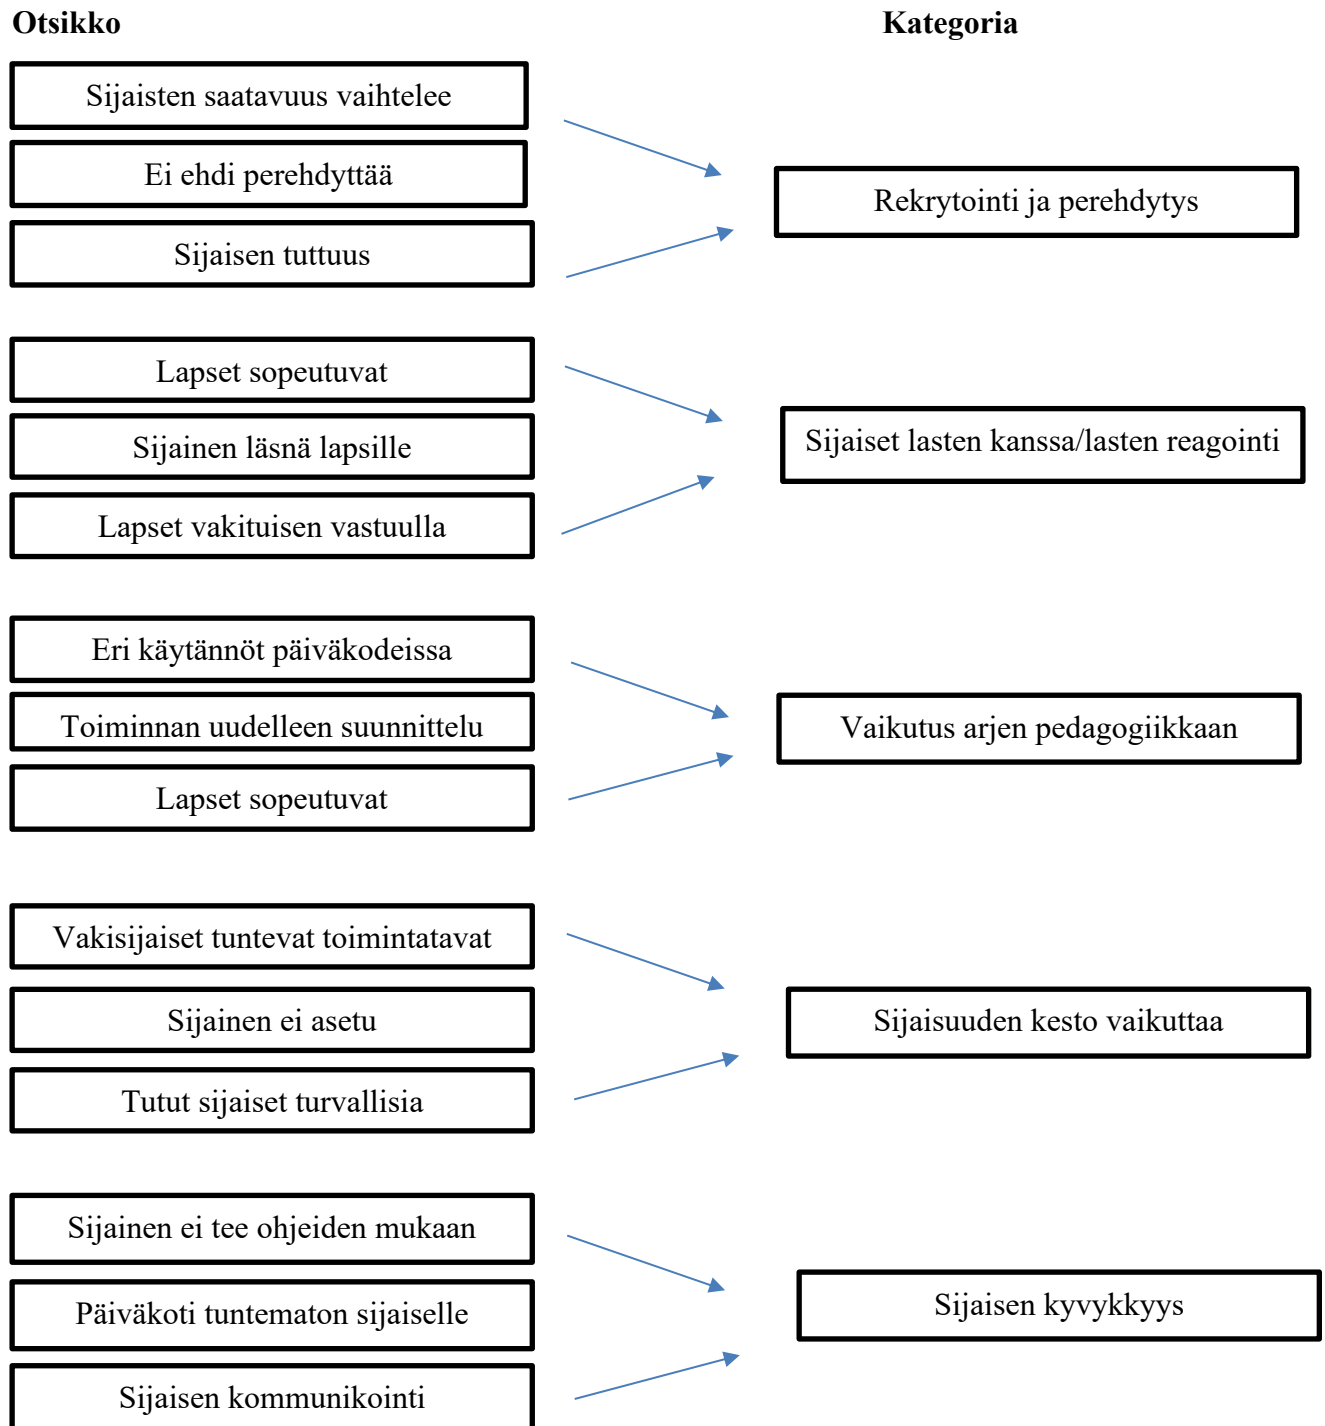 Otsikko
Kategoria
Sijaisten saatavuus vaihtelee
Ei ehdi perehdyttää
Sijaisen tuttuus
Rekrytointi ja perehdytys
Lapset sopeutuvat
Sijainen läsnä lapsille
Lapset vakituisen vastuulla
Sijaiset lasten kanssa/lasten reagointi
Eri käytännöt päiväkodeissa
Toiminnan uudelleen suunnittelu
Lapset sopeutuvat
Vaikutus arjen pedagogiikkaan
Vakisijaiset tuntevat toimintatavat
Sijainen ei asetu
Tutut sijaiset turvallisia
Sijaisuuden kesto vaikuttaa
Sijainen ei tee ohjeiden mukaan
Päiväkoti tuntematon sijaiselle
Sijaisen kommunikointi
Sijaisen kyvykkyys